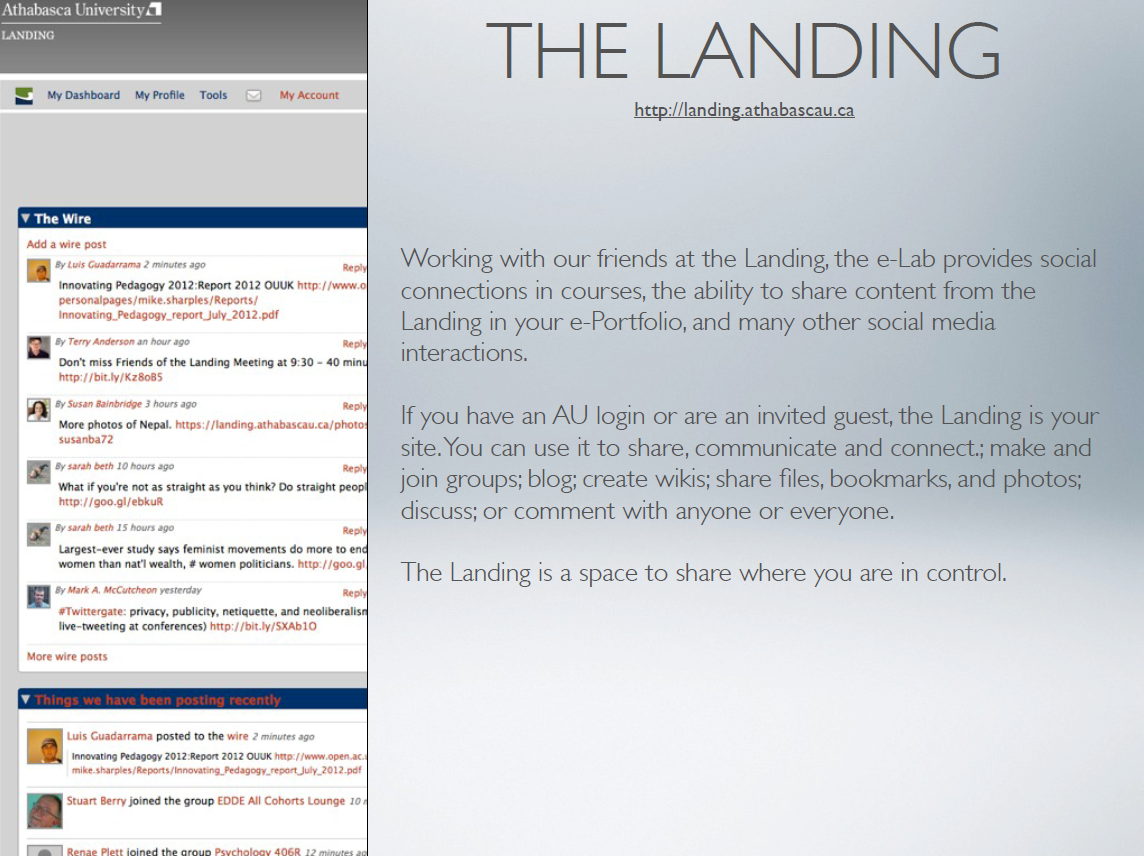 Athabasca University
LANDING
My Dashboard My Profile Tools My Account
The Wire
Add a wire post
By Luis Guadarrama 2 minutes ago Reply
Innovating Pedagogy 2012:Report 2012 OUUK http://www.o
personalpages/mike.sharples/Reports/
Innovating_Pedagogy_report_July_2012.pdf
By Terry Anderson an hour ago Reply
Don't miss Friends of the Landing Meeting at 9:30 - 40 minu
http://bit.ly/Kz8oB5
By Susan Bainbridge 3 hours ago Reply
More photos of Nepal. https://landing.athabascau.ca/photos
susanba72
By sarah beth 10 hours ago Reply
What if you're not as straight as you think? Do straight peopl
http://goo.gl/ebkuR
By sarah beth 15 hours ago Reply
Largest-ever study says feminist movements do more to end
women than nat'l wealth, # women politicians. http://goo.gl
By Mark A. McCutcheon yesterday Reply
#Twittergate: privacy, publicity, netiquette, and neoliberalism
live-tweeting at conferences) http://bit.ly/SXAb1O
More wire posts
Things we have been posting recently
Luis Guadarrama posted to the wire 2 minutes ago
Innovating Pedagogy 2012:Report 2012 OUUK http://www.open.ac.
mike.sharples/Reports/Innovating_Pedagogy_report_July_2012.pdf
Stuart Berry joined the group EDDE All Cohorts Lounge 10
Renae Plett joined the group Psychology 406R 12 minutes ago
THE LANDING
http://landing.athabascau.ca
Working with our friends at the Landing, the e-Lab provides social
connections in courses, the ability to share content from the
Landing in your e-Portfolio, and many other social media
interactions.
If you have an AU login or are an invited guest, the Landing is your
site. You can use it to share, communicate and connect.; make and
join groups; blog; create wikis; share files, bookmarks, and photos;
discuss; or comment with anyone or everyone.
The Landing is a space to share where you are in control.